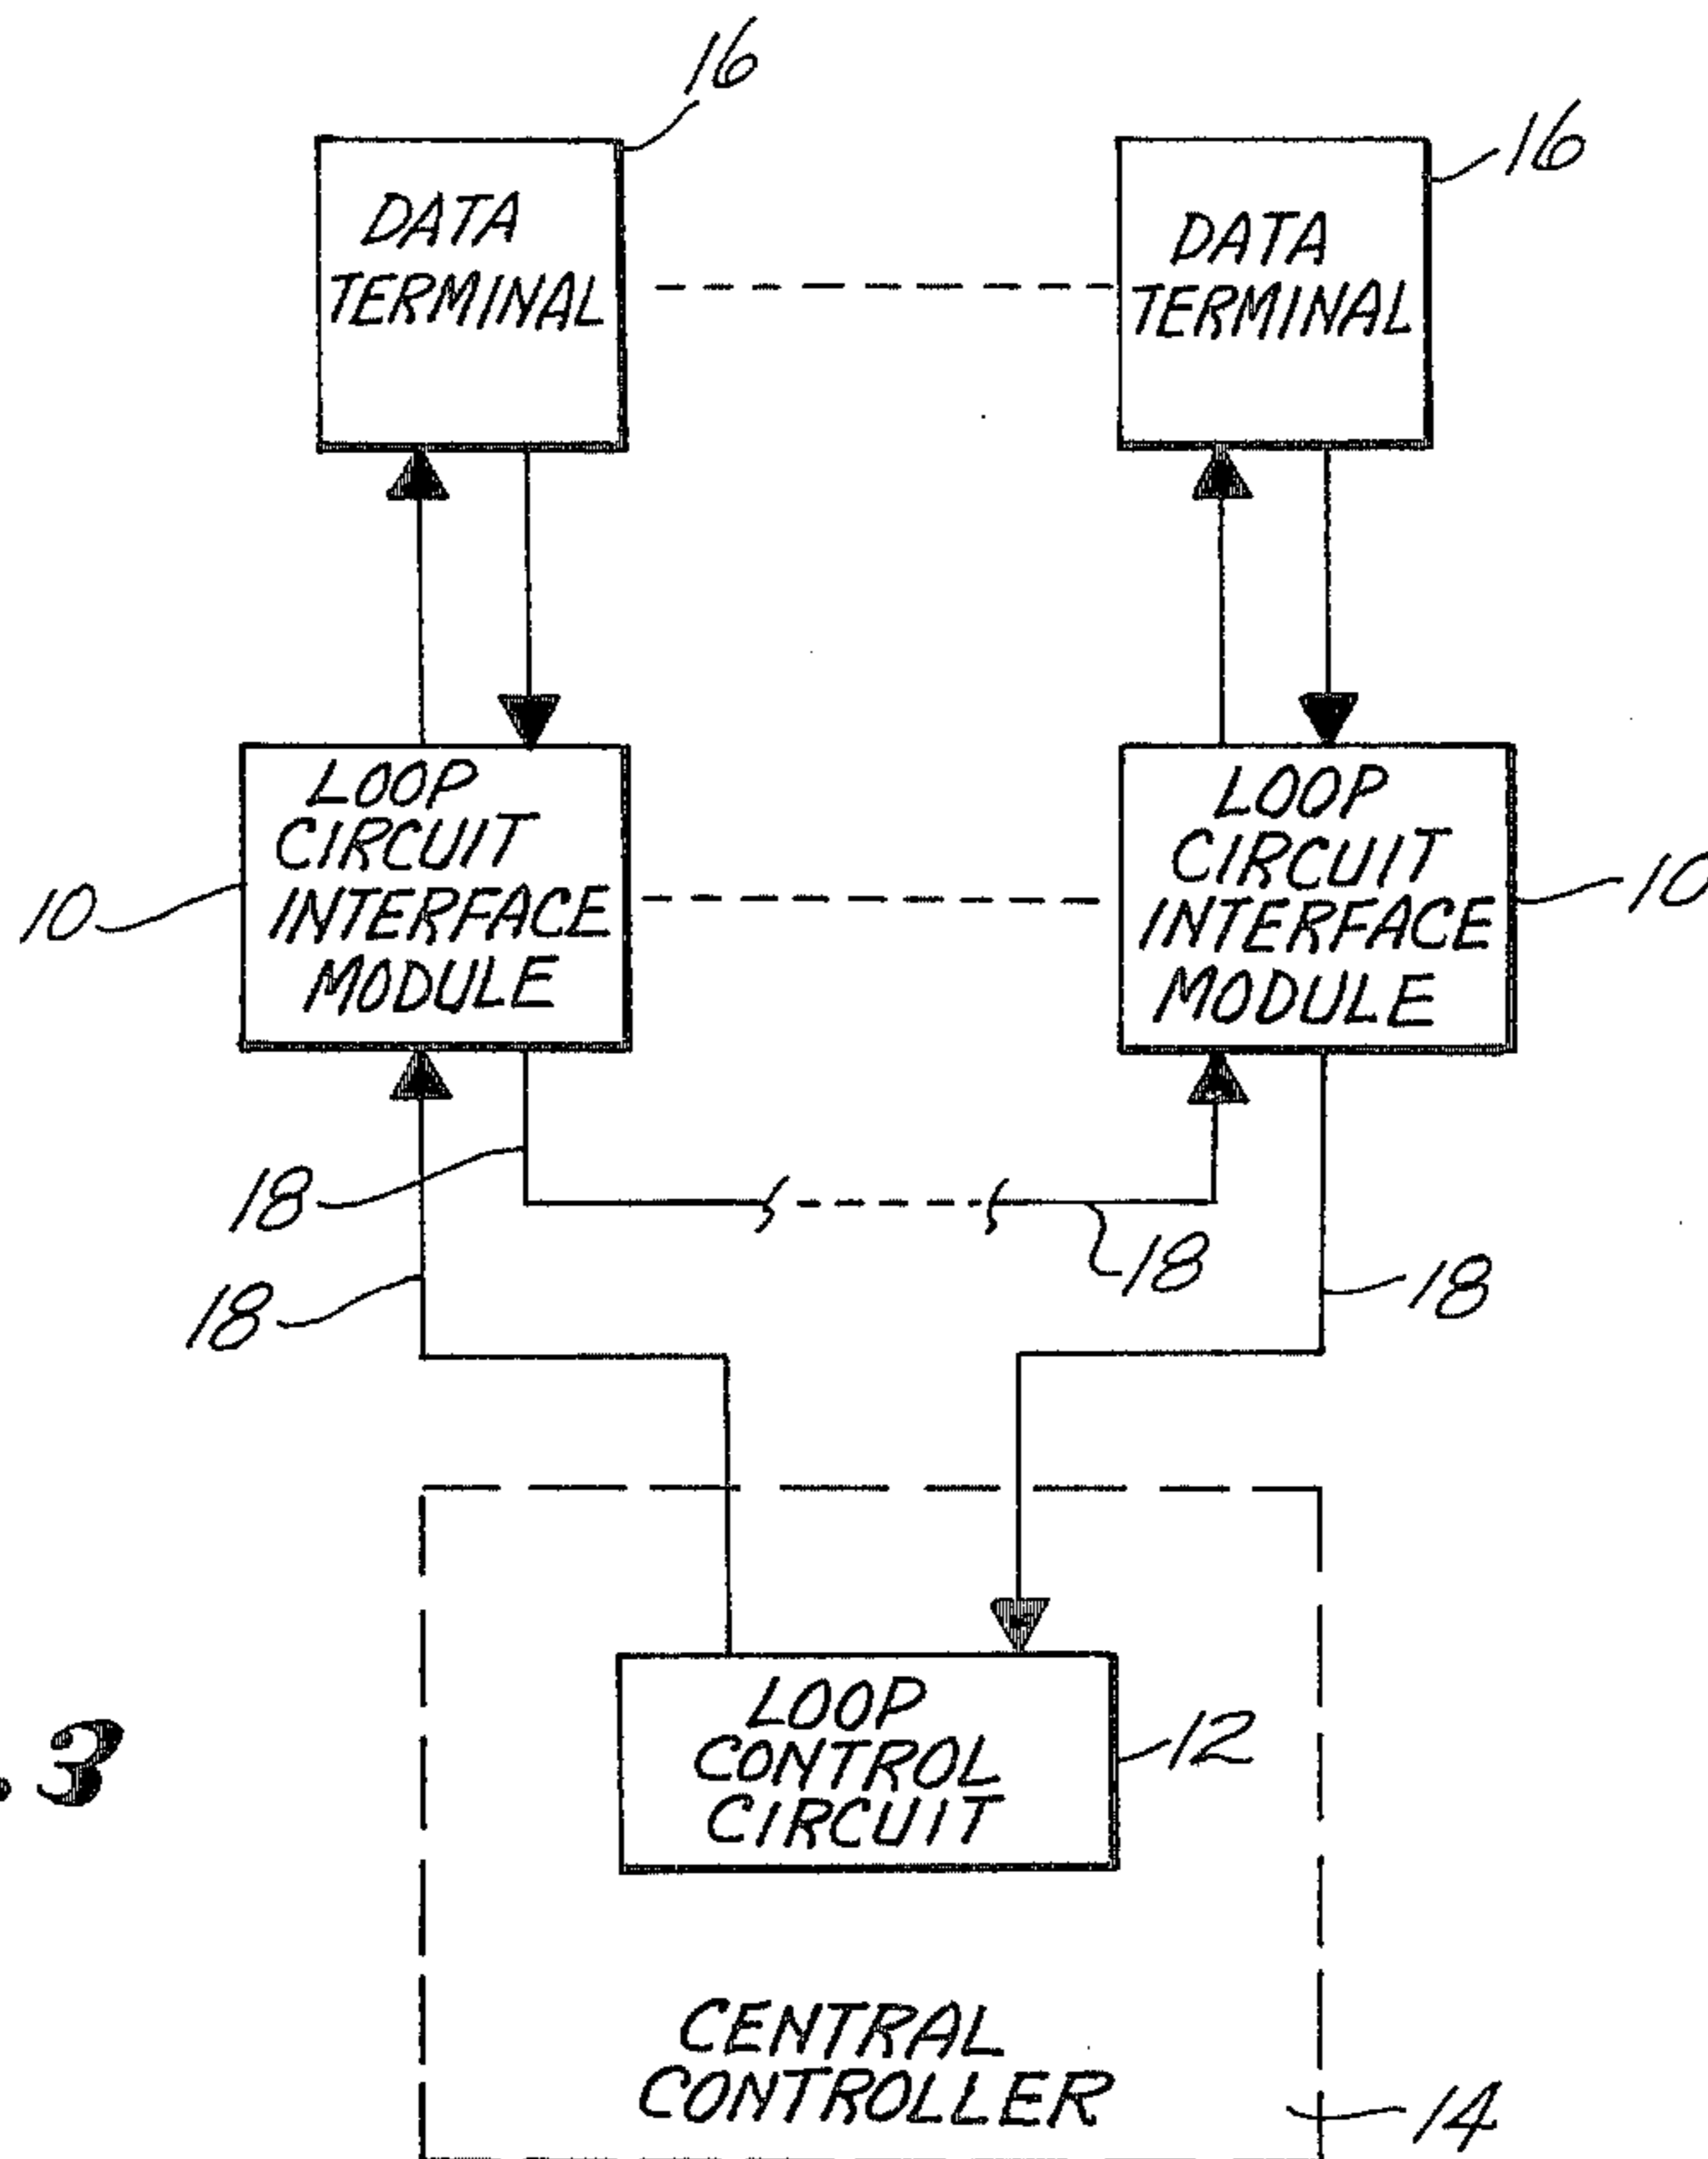 16
16
DATA
TERMINAL
DATA
TERMINAL
LOOP
CIRCUIT
INTERFACE
MODULE
LOOP
CIRCUIT
INTERFACE
MODULE
10
10
18
18
18
18
LOOP
CONTROL
CIRCUIT
12
.3
CENTRAL
CONTROLLER
14